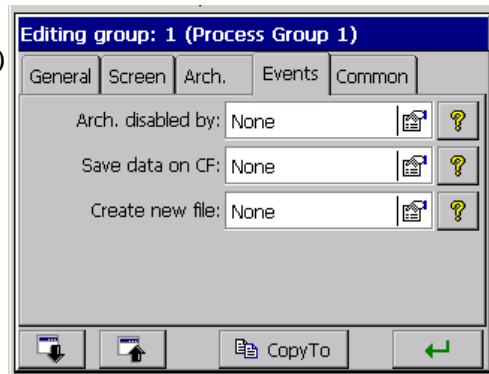 Editing group: 1 (Process Group 1)
)
General Screen Arch. Events Common
Arch. disabled by: None ?
Save data on CF: None ?
Create new file: None ?
CopyTo